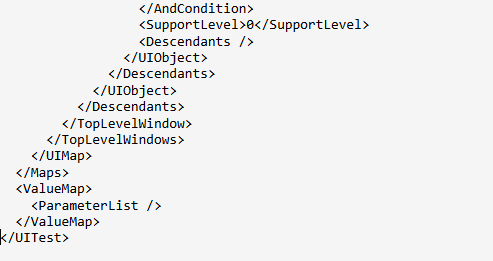 </AndCondition>
<SupportLevel>0</SupportLevel>
<Descendants />
</UIObject>
</Descendants>
</UIObject>
</Descendants>
</TopLevelWindow>
</TopLevelWindows>
</UIMap>
</Maps>
<ValueMap>
<ParameterList />
</ValueMap>
</UITest>